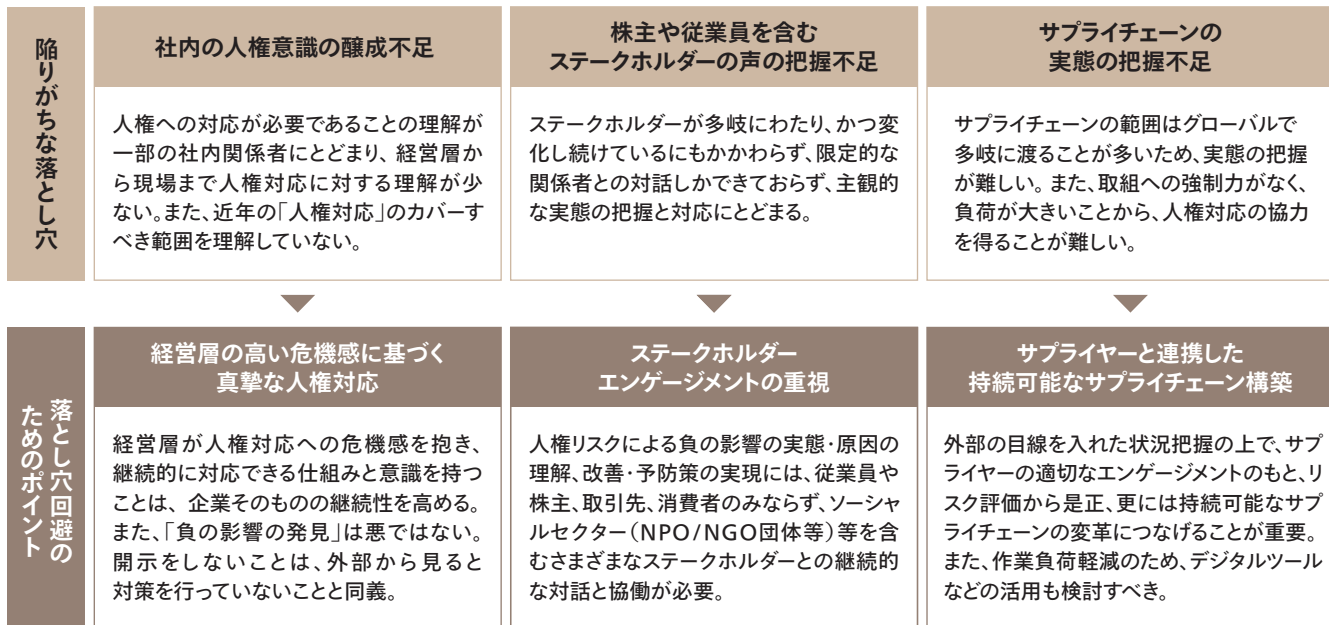 陥りがちな落とし穴
社内の人権意識の醸成不足
人権への対応が必要であることの理解が
一部の社内関係者にとどまり、経営層か
ら現場まで人権対応に対する理解が少
ない。また、近年の「人権対応」のカバーす
べき範囲を理解していない。
株主や従業員を含む
ステークホルダーの声の把握不足
ステークホルダーが多岐にわたり、かつ変
化し続けているにもかかわらず、限定的な
関係者との対話しかできておらず、主観的
な実態の把握と対応にとどまる。
サプライチェーンの
実態の把握不足
サプライチェーンの範囲はグローバルで
多岐に渡ることが多いため、実態の把握
が難しい。また、取組への強制力がなく、
負荷が大きいことから、人権対応の協力
を得ることが難しい。
落とし穴回避の
ためのポイント
経営層の高い危機感に基づく
真摯な人権対応
経営層が人権対応への危機感を抱き、
継続的に対応できる仕組みと意識を持つ
ことは、企業そのものの継続性を高める。
また、「負の影響の発見」は悪ではない。
開示をしないことは、外部から見ると
対策を行っていないことと同義。
ステークホルダー
エンゲージメントの重視
人権リスクによる負の影響の実態・原因の
理解、改善・予防策の実現には、従業員や
株主、取引先、消費者のみならず、ソーシャ
ルセクター（NPO/NGO団体等）等を含
むさまざまなステークホルダーとの継続的
な対話と協働が必要。
サプライヤーと連携した
持続可能なサプライチェーン構築
外部の目線を入れた状況把握の上で、サプ
ライヤーの適切なエンゲージメントのもと、リ
スク評価から是正、更には持続可能なサプ
ライチェーンの変革につなげることが重要。
また、作業負荷軽減のため、デジタルツール
などの活用も検討すべき。